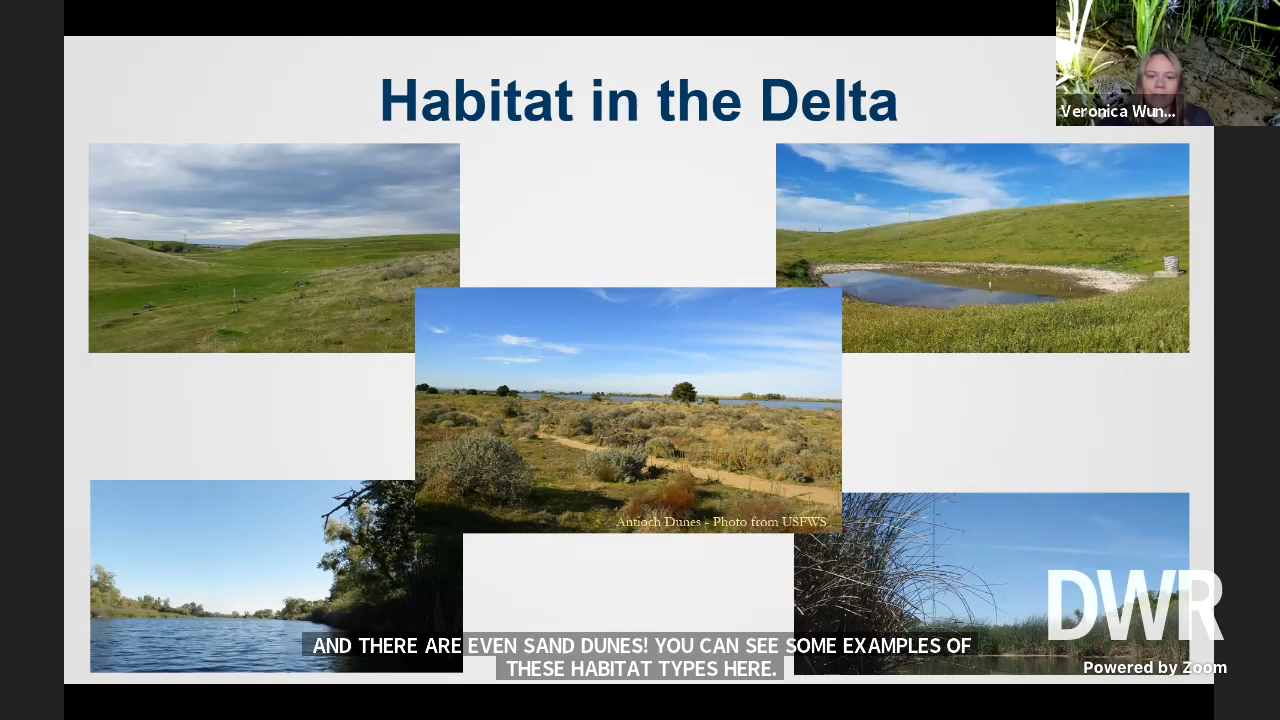 Habitat in the Delta
Veronica Wun...
Antioch Dunes - Photo from USFWS
DWR
AND THERE ARE EVEN SAND DUNES! YOU CAN SEE SOME EXAMPLES OF
THESE HABITAT TYPES HERE.
Powered by Zoom